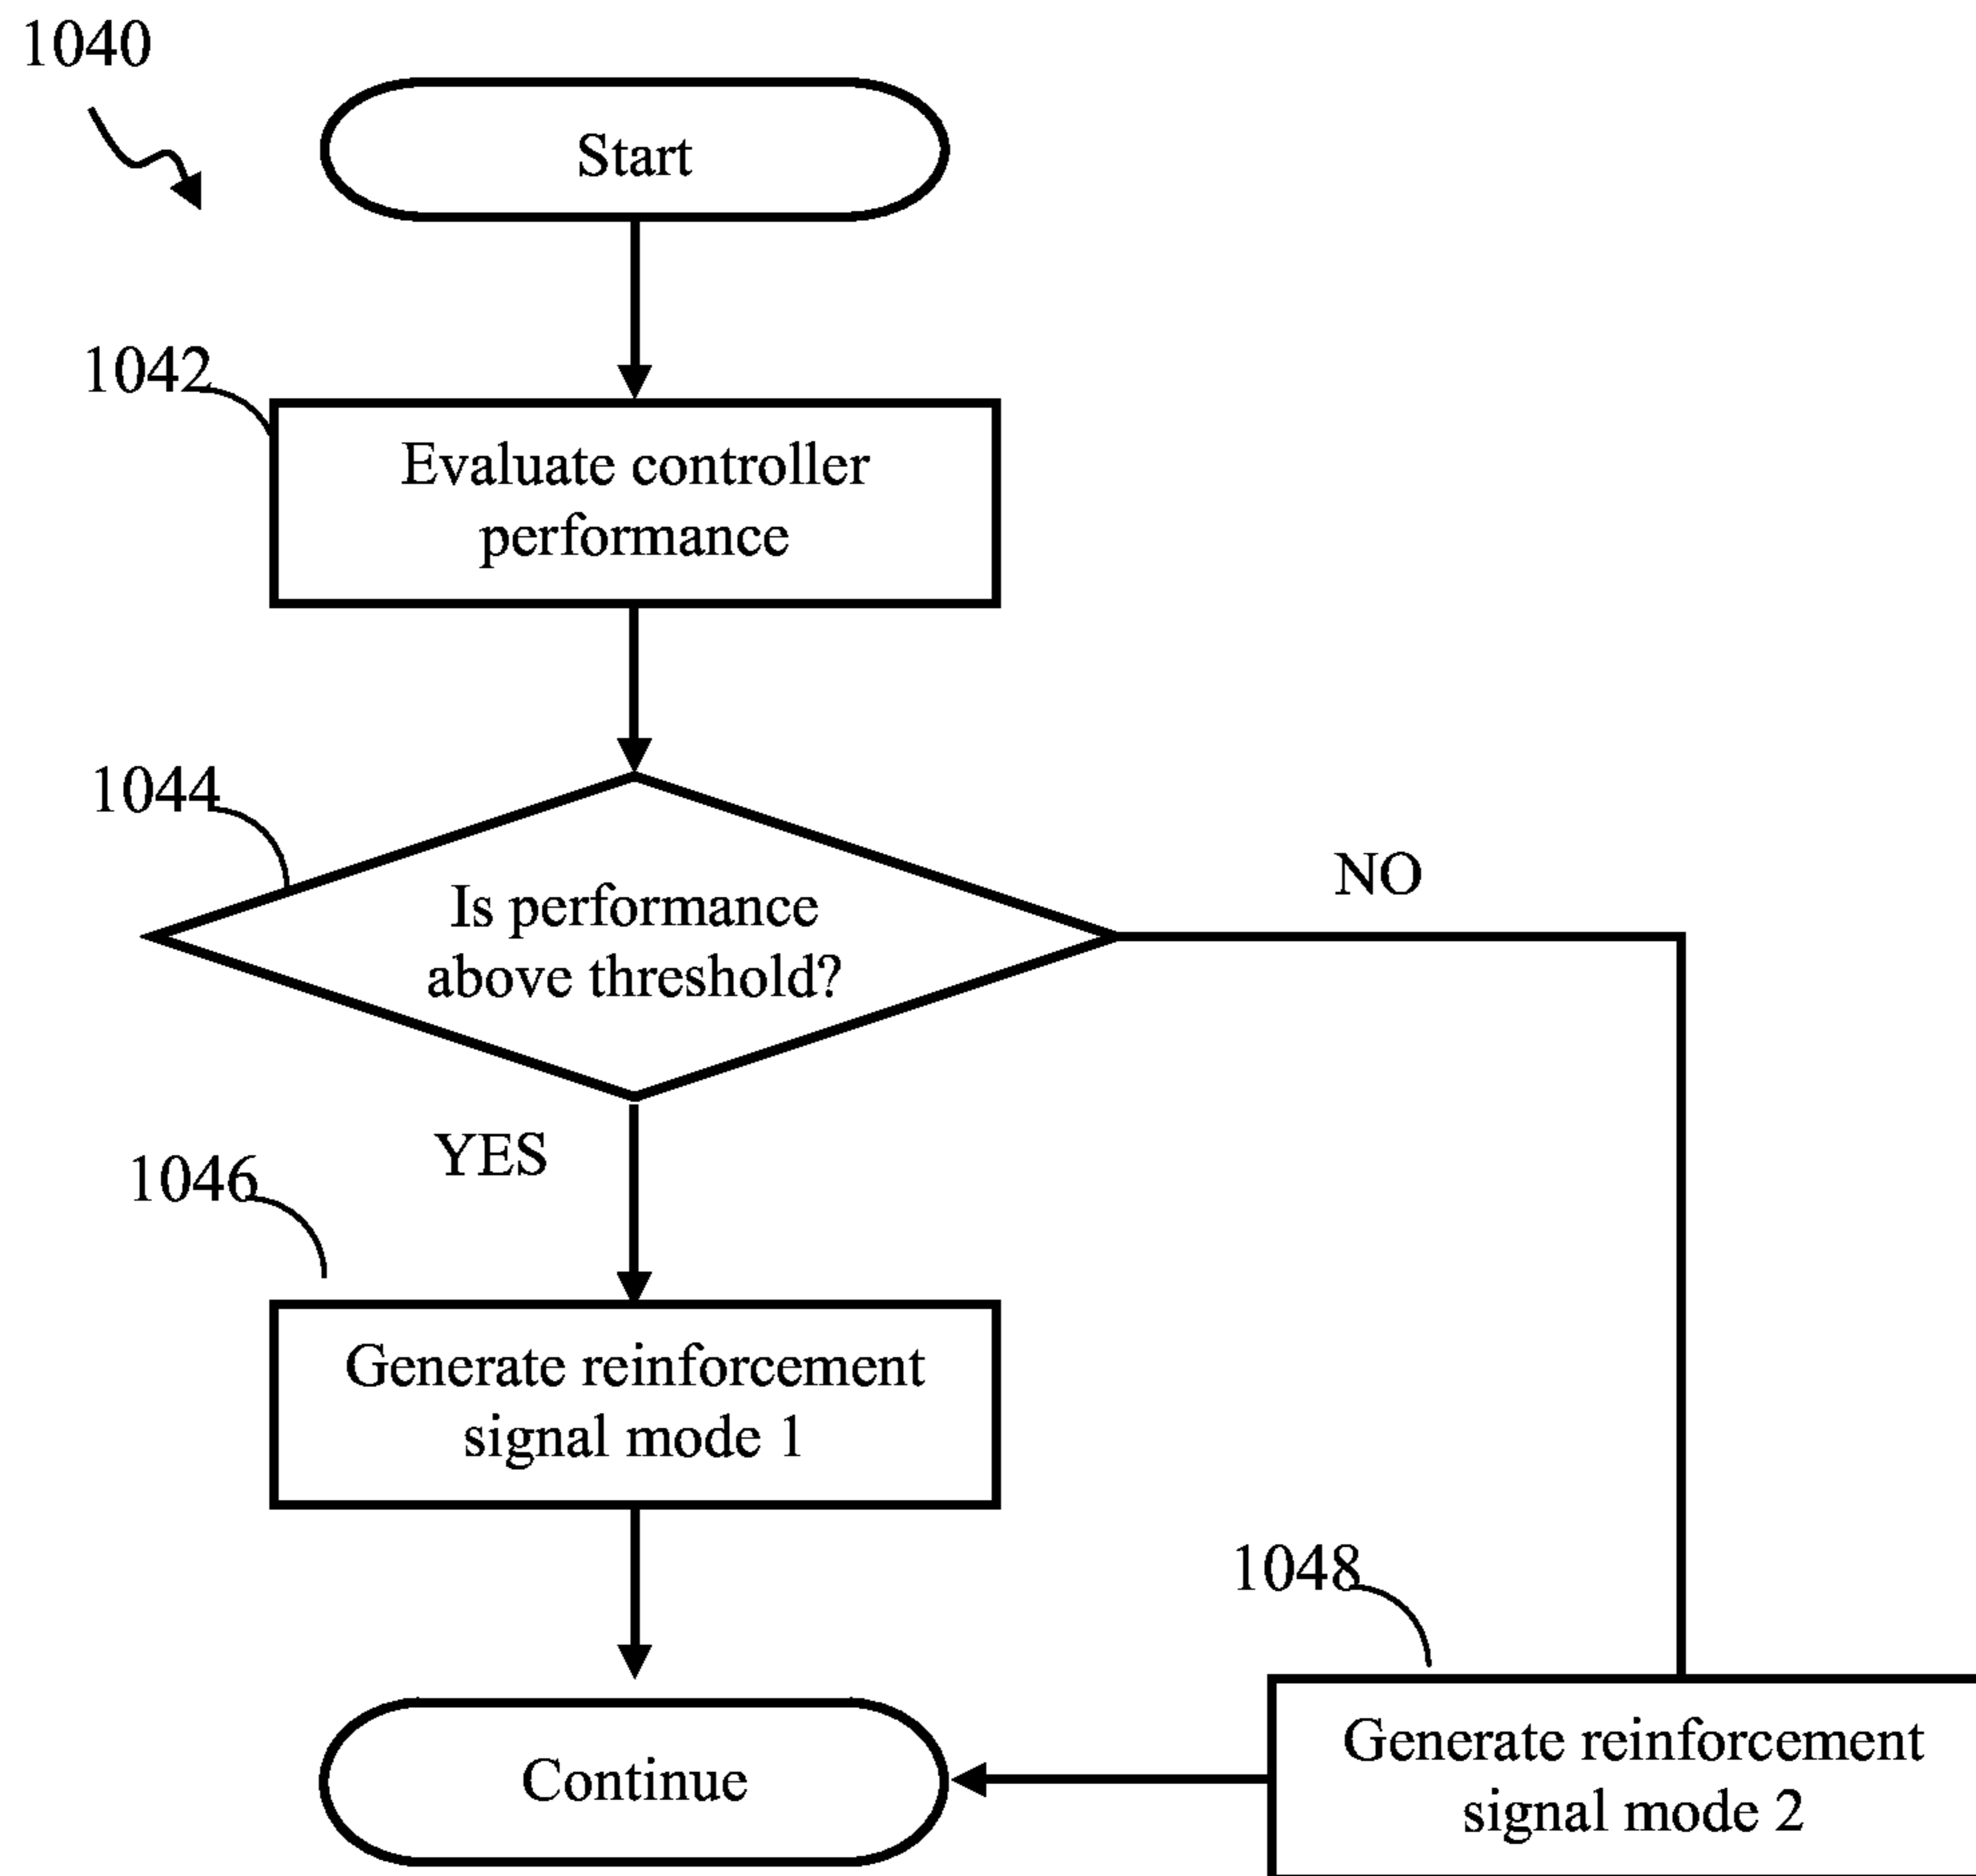 1040
Start
1042
Evaluate controller
performance
1044
Is performance
above threshold?
NO
YES
1046
Generate reinforcement
signal mode 1
1048
Generate reinforcement
signal mode 2
Continue